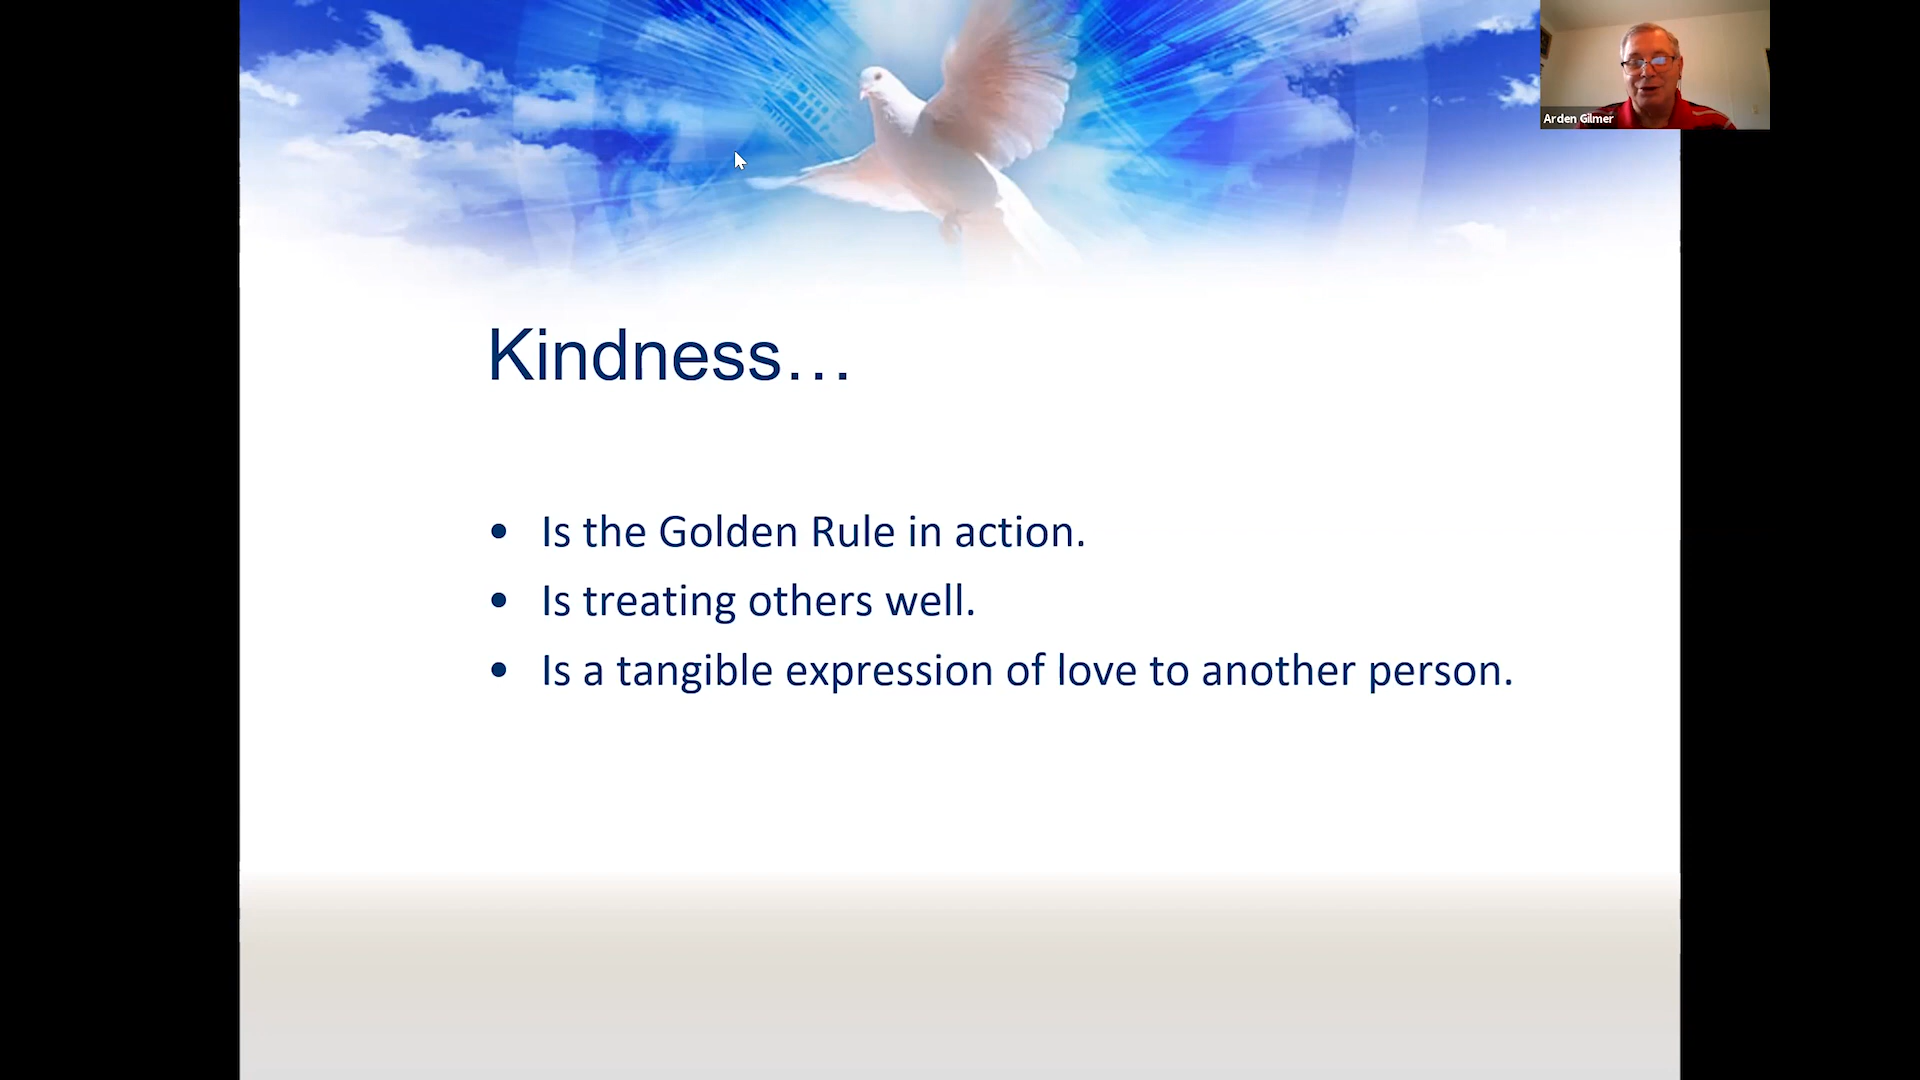 Arden Gilmer
Kindness…
• Is the Golden Rule in action.
• Is treating others well.
• Is a tangible expression of love to another person.